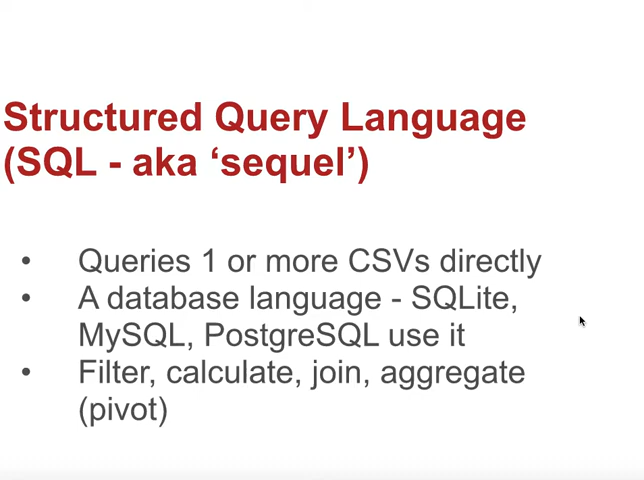 Structured Query Language
(SQL - aka ‘sequel’)
• Queries 1 or more CSVs directly
• A database language - SQLite,
MySQL, PostgreSQL use it
• Filter, calculate, join, aggregate
(pivot)